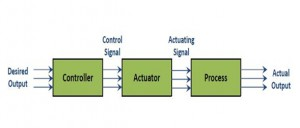 Control
Signal
Actuating
Signal
Desired
Output
Controller
Actuator
Process
Actual
Output